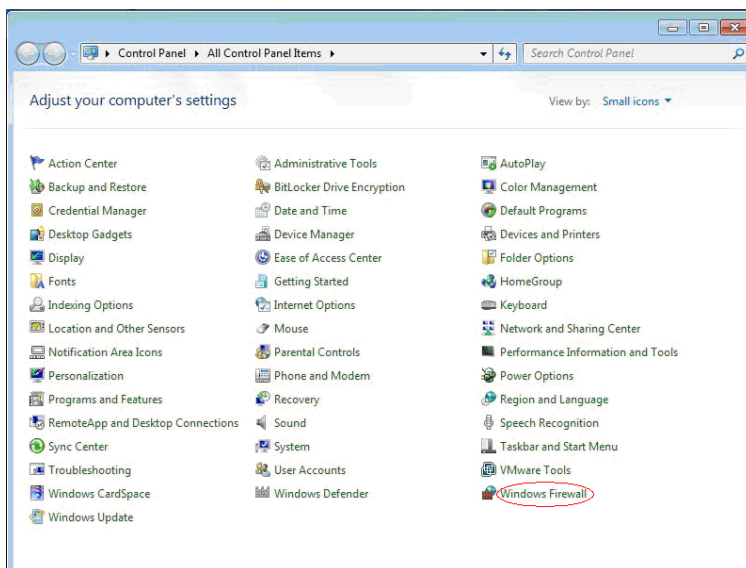 Control Panel ▸ All Control Panel Items ▸
Search Control Panel
Adjust your computer's settings
View by: Small icons
Action Center
Administrative Tools
AutoPlay
Backup and Restore
BitLocker Drive Encryption
Color Management
Credential Manager
Date and Time
Default Programs
Desktop Gadgets
Device Manager
Devices and Printers
Display
Ease of Access Center
Folder Options
Fonts
Getting Started
HomeGroup
Indexing Options
Internet Options
Keyboard
Location and Other Sensors
Mouse
Network and Sharing Center
Notification Area Icons
Parental Controls
Performance Information and Tools
Personalization
Phone and Modem
Power Options
Programs and Features
Recovery
Region and Language
RemoteApp and Desktop Connections
Sound
Speech Recognition
Sync Center
System
Taskbar and Start Menu
Troubleshooting
User Accounts
VMware Tools
Windows CardSpace
Windows Defender
Windows Firewall
Windows Update